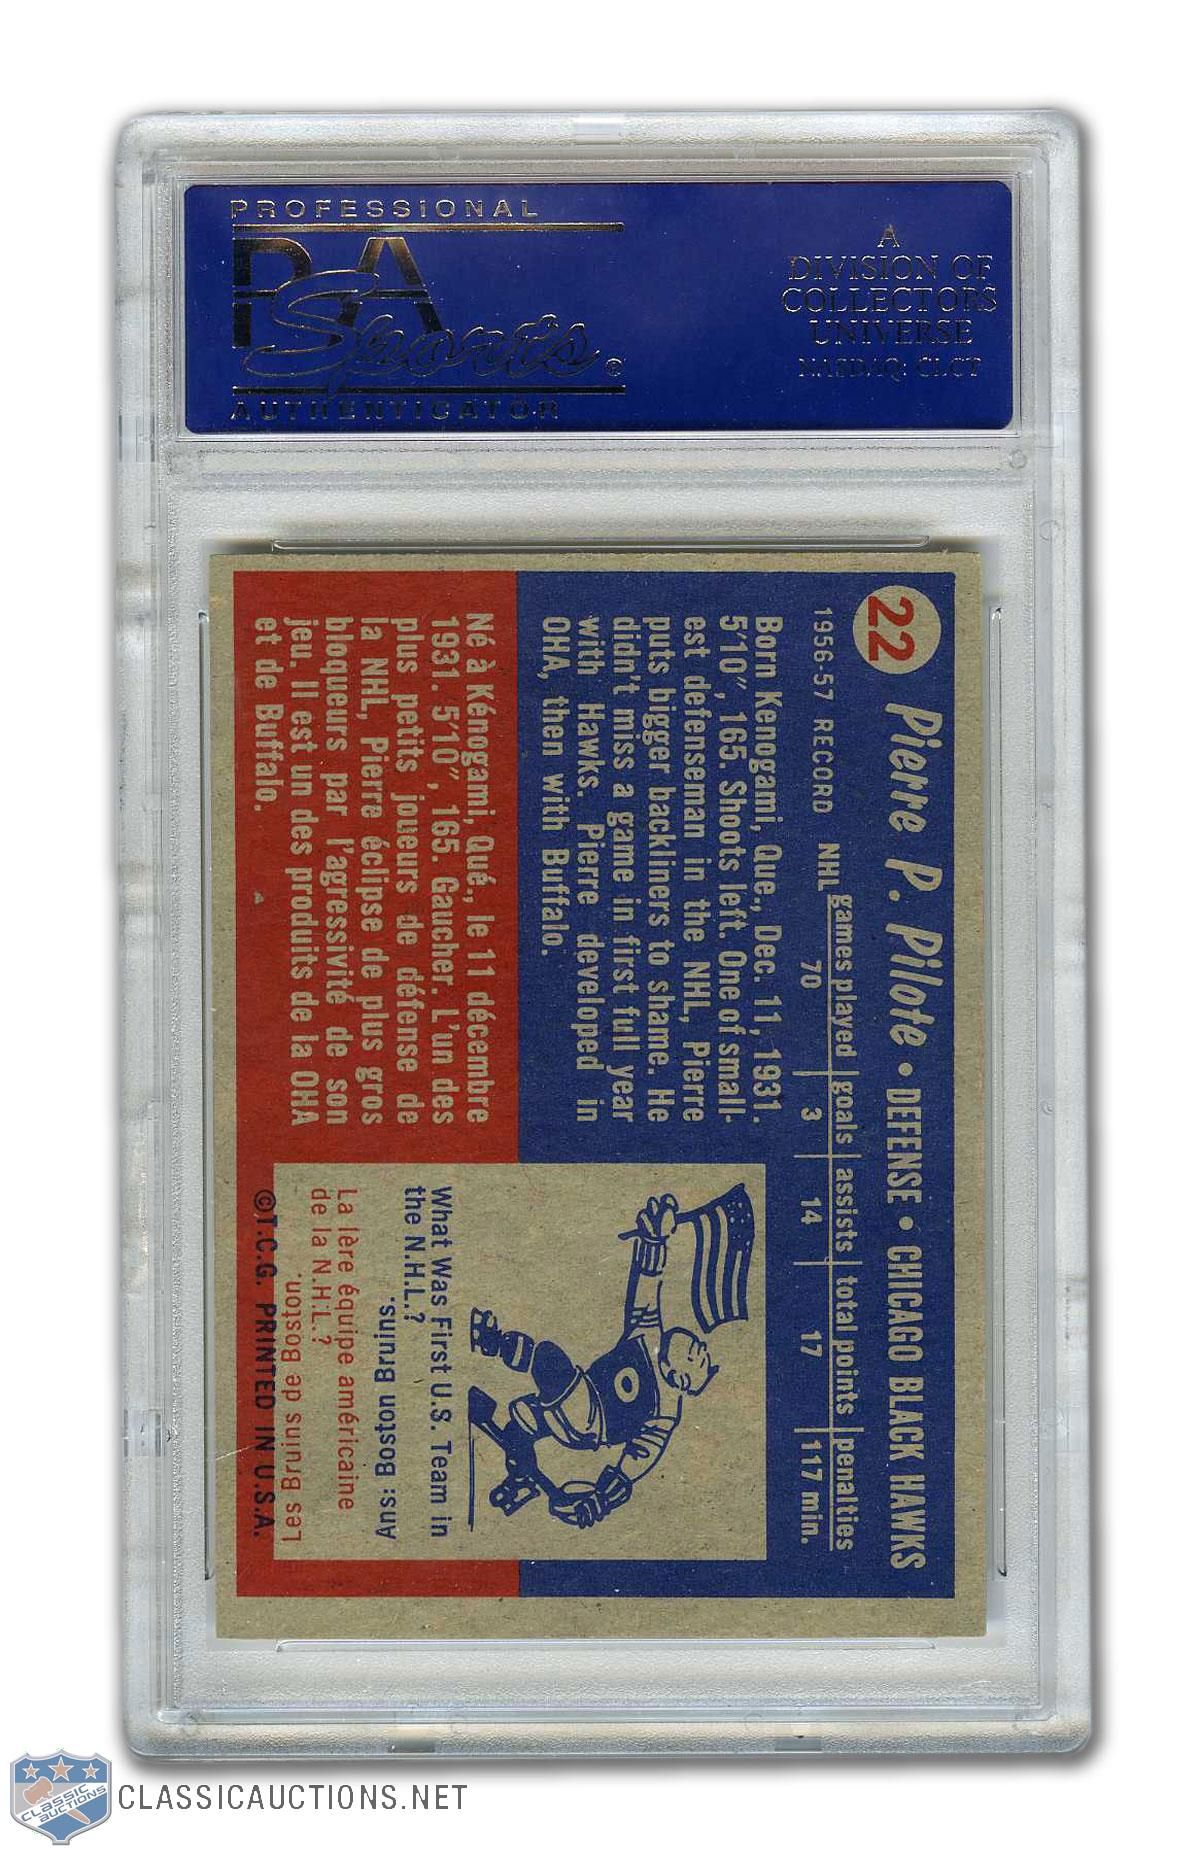 PROFESSIONAL
PSA
Sports
©
AUTHENTICATOR
A
DIVISION OF
COLLECTORS
UNIVERSE
NASDAQ: CLCT
22 Pierre P. Pilote • DEFENSE • CHICAGO BLACK HAWKS
games played goals assists total points penalties
1956-57 RECORD NHL 70 3 14 17 117 min.
Born Kenogami, Que., Dec. 11, 1931.
5'10", 165. Shoots left. One of small-
est defenseman in the NHL, Pierre
puts bigger backliners to shame. He
didn't miss a game in first full year
with Hawks. Pierre developed in
OHA, then with Buffalo.
Né à Kénogami, Qué., le 11 décembre
1931. 5'10", 165. Gaucher. L'un des
plus petits joueurs de défense de
la NHL, Pierre éclipse de plus gros
bloqueurs par l'agressivité de son
jeu. Il est un des produits de la OHA
et de Buffalo.
What Was First U.S. Team in
the N.H.L.?
Ans: Boston Bruins.
La lère équipe américaine
de la N.H.L.?
Les Bruins de Boston.
©T.C.G. PRINTED IN U.S.A.
CLASSIC
AUCTIONS
CLASSICAUCTIONS.NET